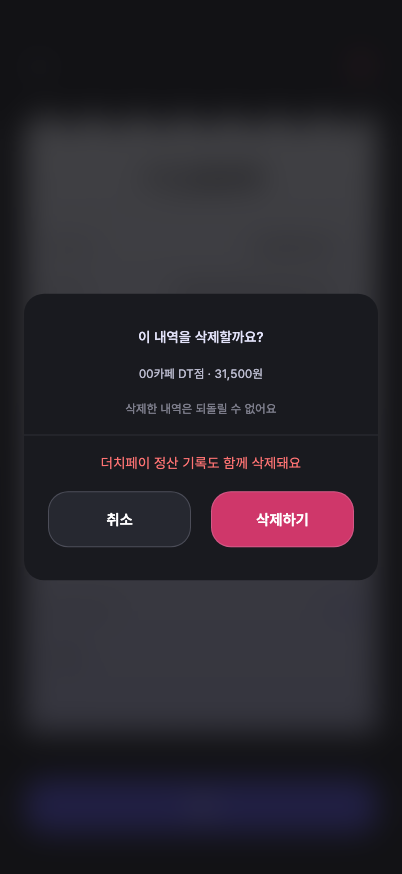 이 내역을 삭제할까요?
00카페 DT점 · 31,500원
삭제한 내역은 되돌릴 수 없어요
더치페이 정산 기록도 함께 삭제돼요
취소
삭제하기